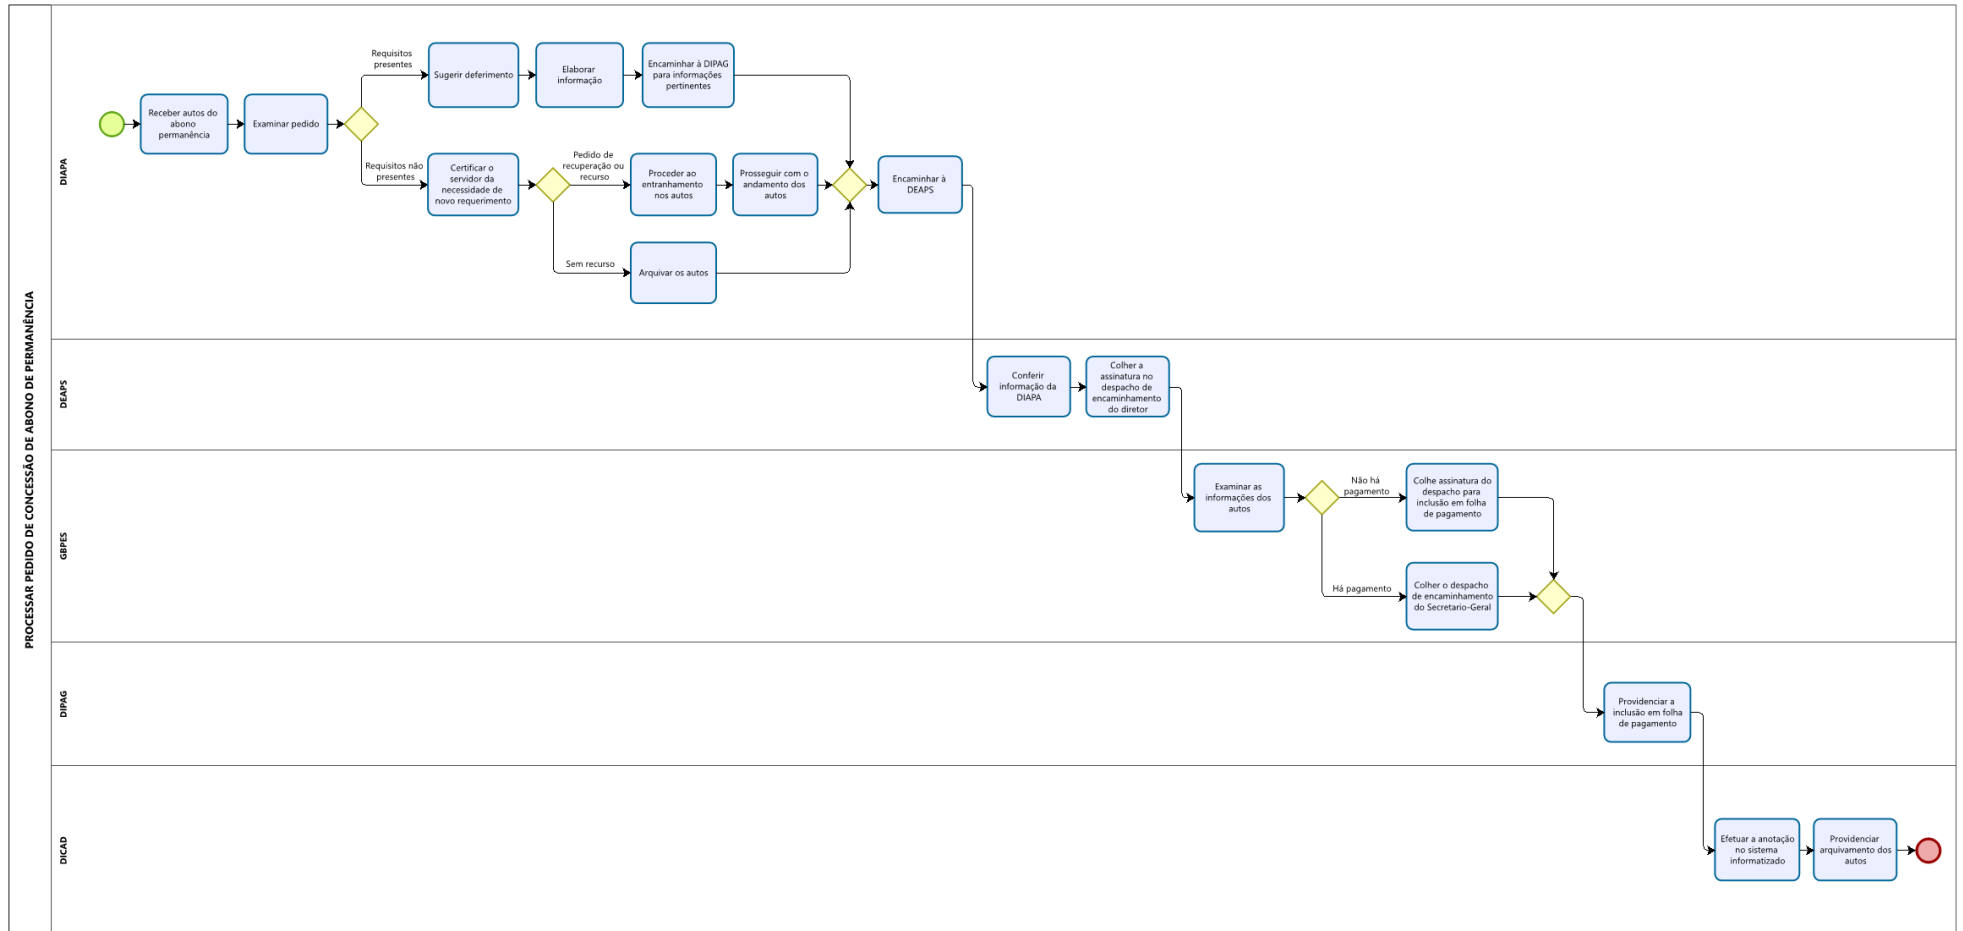 PROCESSAR PEDIDO DE CONCESSÃO DE ABONO DE PERMANÊNCIA
DIAPA
Receber autos do
abono
permanência
Examinar pedido
Requisitos
presentes
Sugerir deferimento
Elaborar
informação
Encaminhar à DIPAG
para informações
pertinentes
Requisitos não
presentes
Certificar o
servidor da
necessidade de
novo requerimento
Pedido de
recuperação ou
recurso
Proceder ao
entranhamento
nos autos
Prosseguir com o
andamento dos
autos
Encaminhar à
DEAPS
Sem recurso
Arquivar os autos
DEAPS
Conferir
informação da
DIAPA
Colher a
assinatura no
despacho de
encaminhamento
do diretor
GBPES
Examinar as
informações dos
autos
Não há
pagamento
Colhe assinatura do
despacho para
inclusão em folha
de pagamento
Há pagamento
Colher o despacho
de encaminhamento
do Secretario-Geral
DIPAG
Providenciar a
inclusão em folha
de pagamento
DICAD
Efetuar a anotação
no sistema
informatizado
Providenciar
arquivamento dos
autos